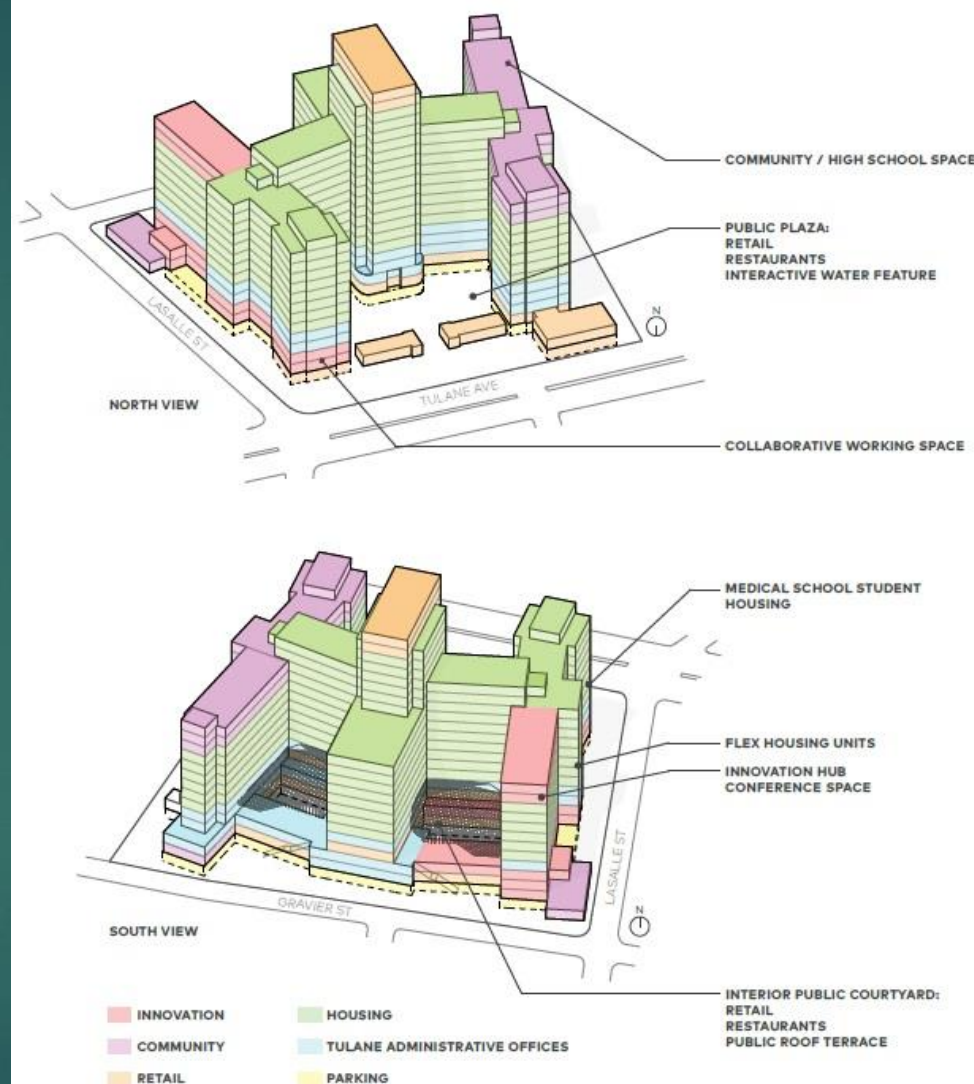 COMMUNITY / HIGH SCHOOL SPACE
PUBLIC PLAZA:
RETAIL
RESTAURANTS
INTERACTIVE WATER FEATURE
N
LASALLE ST
TULANE AVE
NORTH VIEW
COLLABORATIVE WORKING SPACE
MEDICAL SCHOOL STUDENT
HOUSING
FLEX HOUSING UNITS
INNOVATION HUB
CONFERENCE SPACE
LASALLE ST
GRAVIER ST
N
SOUTH VIEW
INTERIOR PUBLIC COURTYARD:
RETAIL
RESTAURANTS
PUBLIC ROOF TERRACE
INNOVATION
HOUSING
COMMUNITY
TULANE ADMINISTRATIVE OFFICES
RETAIL
PARKING